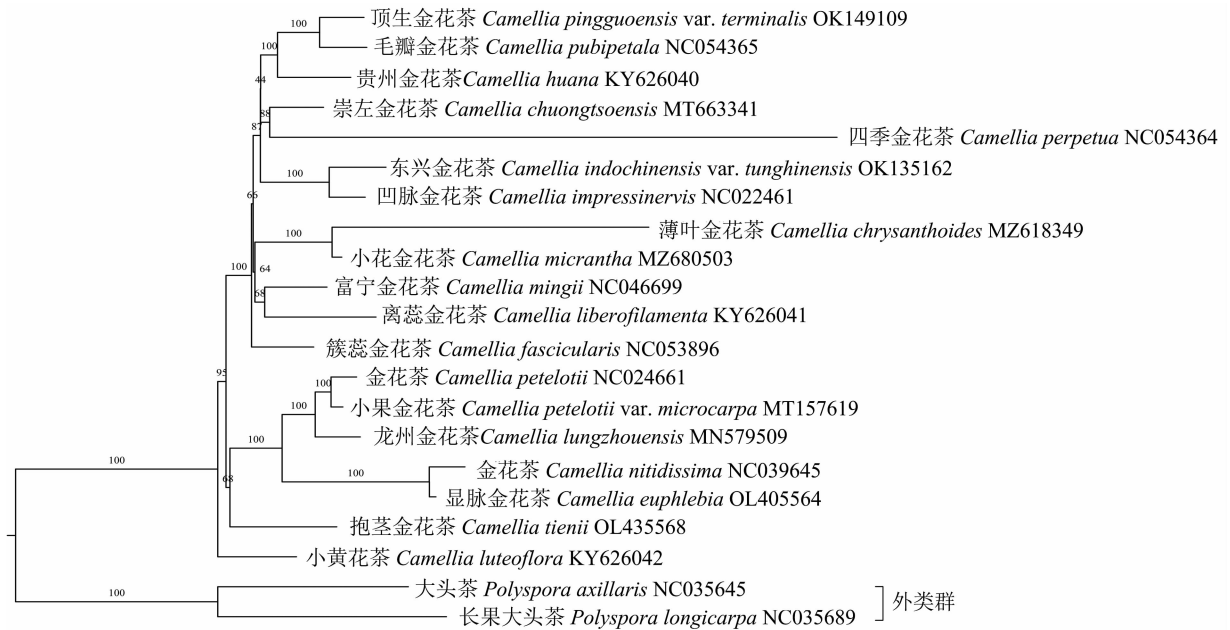 100 顶生金花茶 Camellia pingguoensis var. terminalis OK149109
100 毛瓣金花茶 Camellia pubipetala NC054365
44 贵州金花茶Camellia huana KY626040
88 崇左金花茶 Camellia chuongtsoensis MT663341
87 四季金花茶 Camellia perpetua NC054364
100 东兴金花茶 Camellia indochinensis var. tunghinensis OK135162
凹脉金花茶 Camellia impressinervis NC022461
66
100 薄叶金花茶 Camellia chrysanthoides MZ618349
小花金花茶 Camellia micrantha MZ680503
100 64
68 富宁金花茶 Camellia mingii NC046699
离蕊金花茶 Camellia liberofilamenta KY626041
簇蕊金花茶 Camellia fascicularis NC053896
95 100 金花茶 Camellia petelotii NC024661
100 小果金花茶 Camellia petelotii var. microcarpa MT157619
100 龙州金花茶Camellia lungzhouensis MN579509
100 100 金花茶 Camellia nitidissima NC039645
68 显脉金花茶 Camellia euphlebia OL405564
抱茎金花茶 Camellia tienii OL435568
小黄花茶 Camellia luteoflora KY626042
100 大头茶 Polyspora axillaris NC035645
外类群
长果大头茶 Polyspora longicarpa NC035689